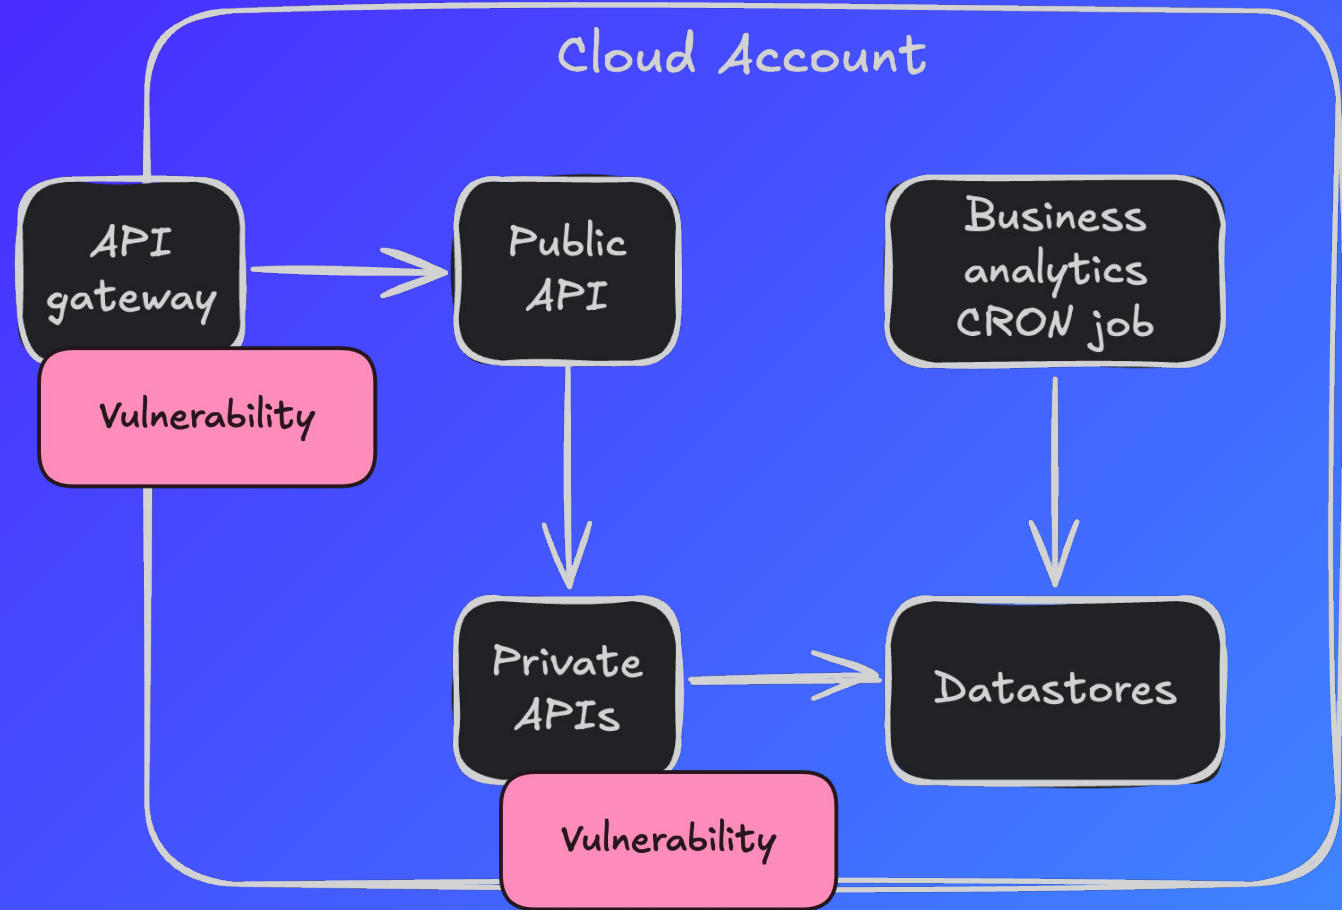 Cloud Account
API
gateway
Public
API
Business
analytics
CRON job
Vulnerability
Private
APIs
Datastores
Vulnerability